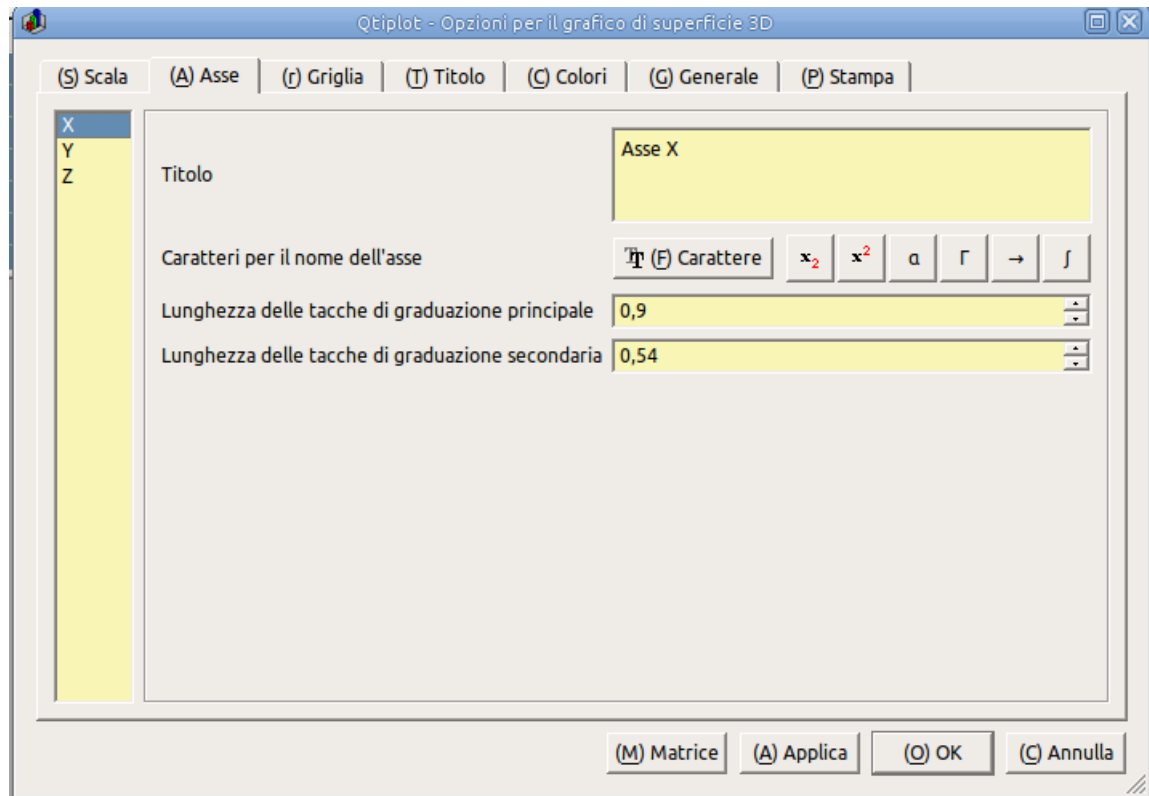 Qtiplot - Opzioni per il grafico di superficie 3D
(S) Scala (A) Asse (r) Griglia (T) Titolo (C) Colori (G) Generale (P) Stampa
X
Y
Z
Titolo
Asse X
Caratteri per il nome dell'asse (F) Carattere x₂ x² α Γ → ∫
Lunghezza delle tacche di graduazione principale 0,9
Lunghezza delle tacche di graduazione secondaria 0,54
(M) Matrice (A) Applica (O) OK (C) Annulla